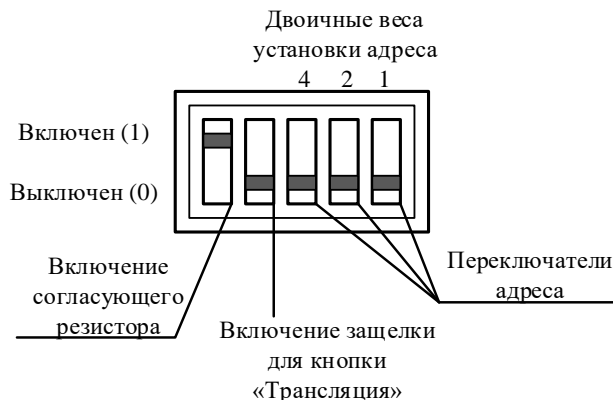 Двоичные веса
установки адреса
4 2 1
Включен (1)
Выключен (0)
Включение
согласующего
резистора
Включение защелки
для кнопки
«Трансляция»
Переключатели
адреса